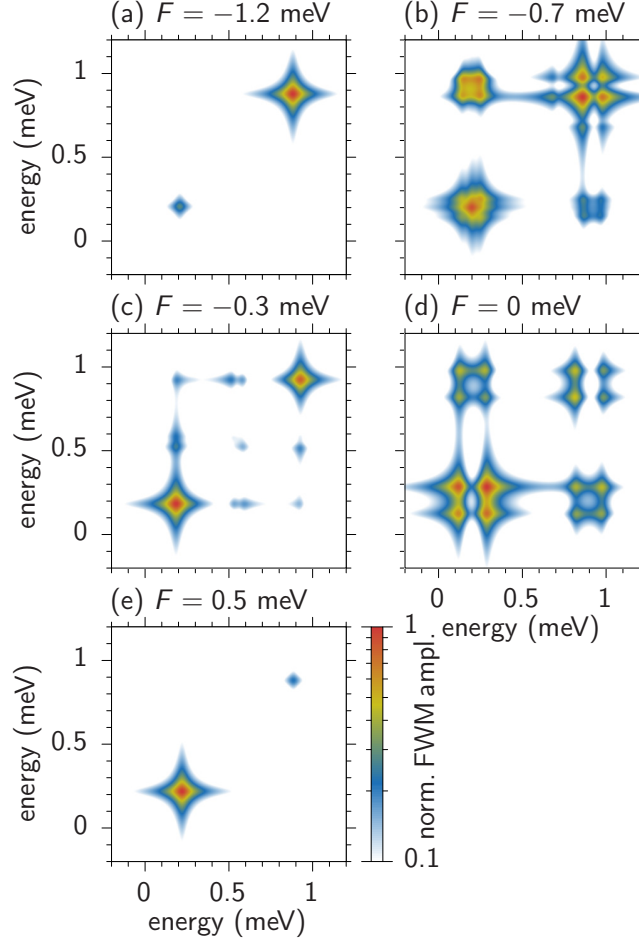 (a) F = −1.2 meV
(b) F = −0.7 meV
energy (meV)
1
0.5
0
(c) F = −0.3 meV
(d) F = 0 meV
energy (meV)
1
0.5
0
0
0.5
1
energy (meV)
(e) F = 0.5 meV
energy (meV)
1
0.5
0
0
0.5
1
energy (meV)
1
norm. FWM ampl.
0.1